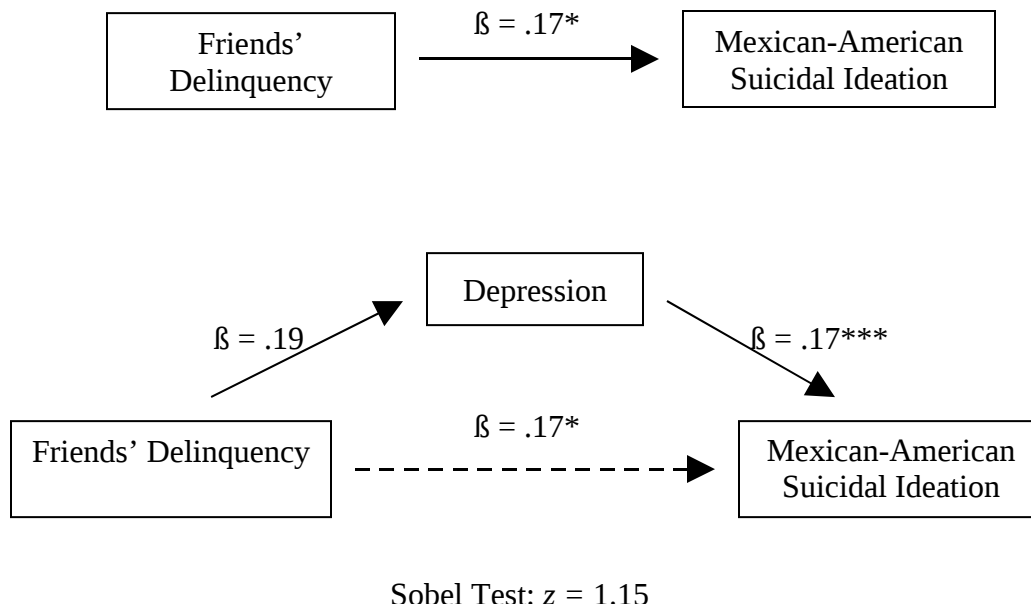 ß = .17*
Friends’
Delinquency
Mexican-American
Suicidal Ideation
Depression
ß = .19
ß = .17***
ß = .17*
Friends’ Delinquency
Mexican-American
Suicidal Ideation
Sobel Test: z = 1.15